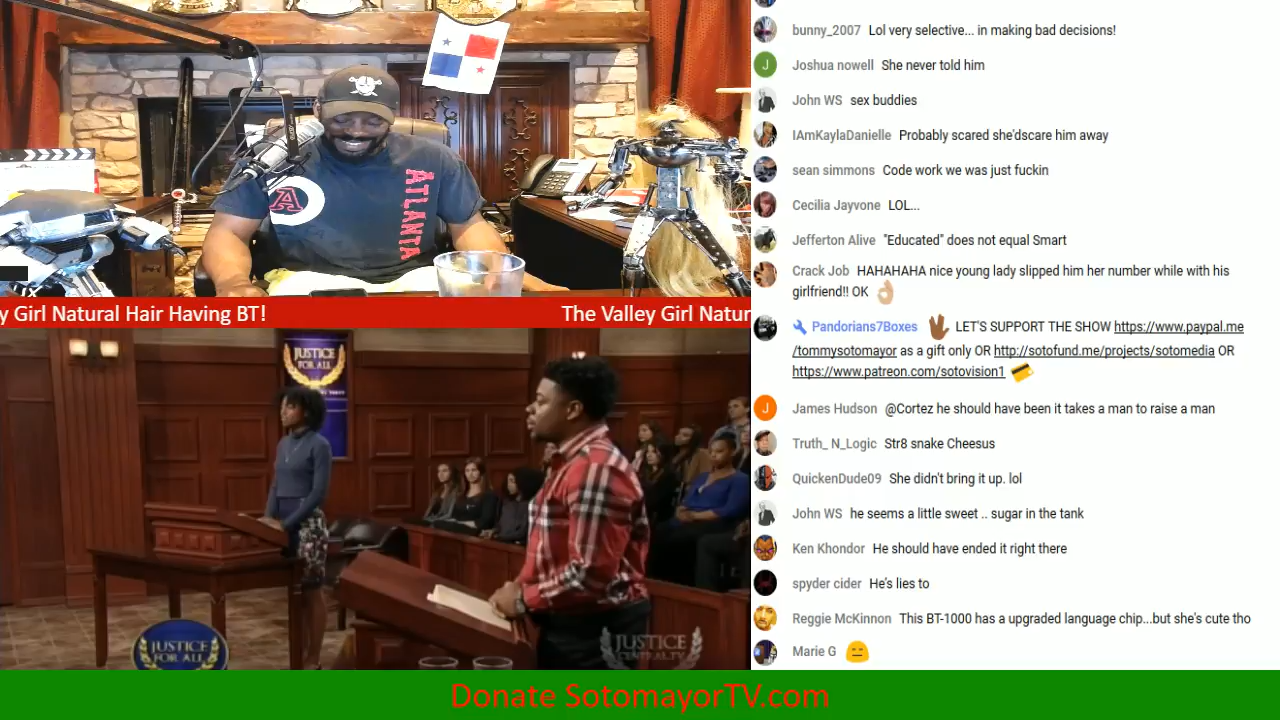 ATLANTA
A
y Girl Natural Hair Having BT!
The Valley Girl Natur
JUSTICE
FOR ALL
JUSTICE
FOR ALL
JUSTICE
CENTRAL.TV
bunny_2007 Lol very selective... in making bad decisions!
J
Joshua nowell She never told him
John WS sex buddies
IAmKaylaDanielle Probably scared she'dscare him away
sean simmons Code work we was just fuckin
Cecilia Jayvone LOL...
Jefferton Alive "Educated" does not equal Smart
Crack Job HAHAHAHA nice young lady slipped him her number while with his
girlfriend!! OK 👌🏼
🔧 Pandorians7Boxes 🖖🏾 LET'S SUPPORT THE SHOW https://www.paypal.me
/tommysotomayor as a gift only OR http://sotofund.me/projects/sotomedia OR
https://www.patreon.com/sotovision1 💳
J
James Hudson @Cortez he should have been it takes a man to raise a man
Truth_ N_Logic Str8 snake Cheesus
QuickenDude09 She didn't bring it up. lol
John WS he seems a little sweet .. sugar in the tank
Ken Khondor He should have ended it right there
spyder cider He's lies to
Reggie McKinnon This BT-1000 has a upgraded language chip...but she's cute tho
Marie G 😑
Donate SotomayorTV.com